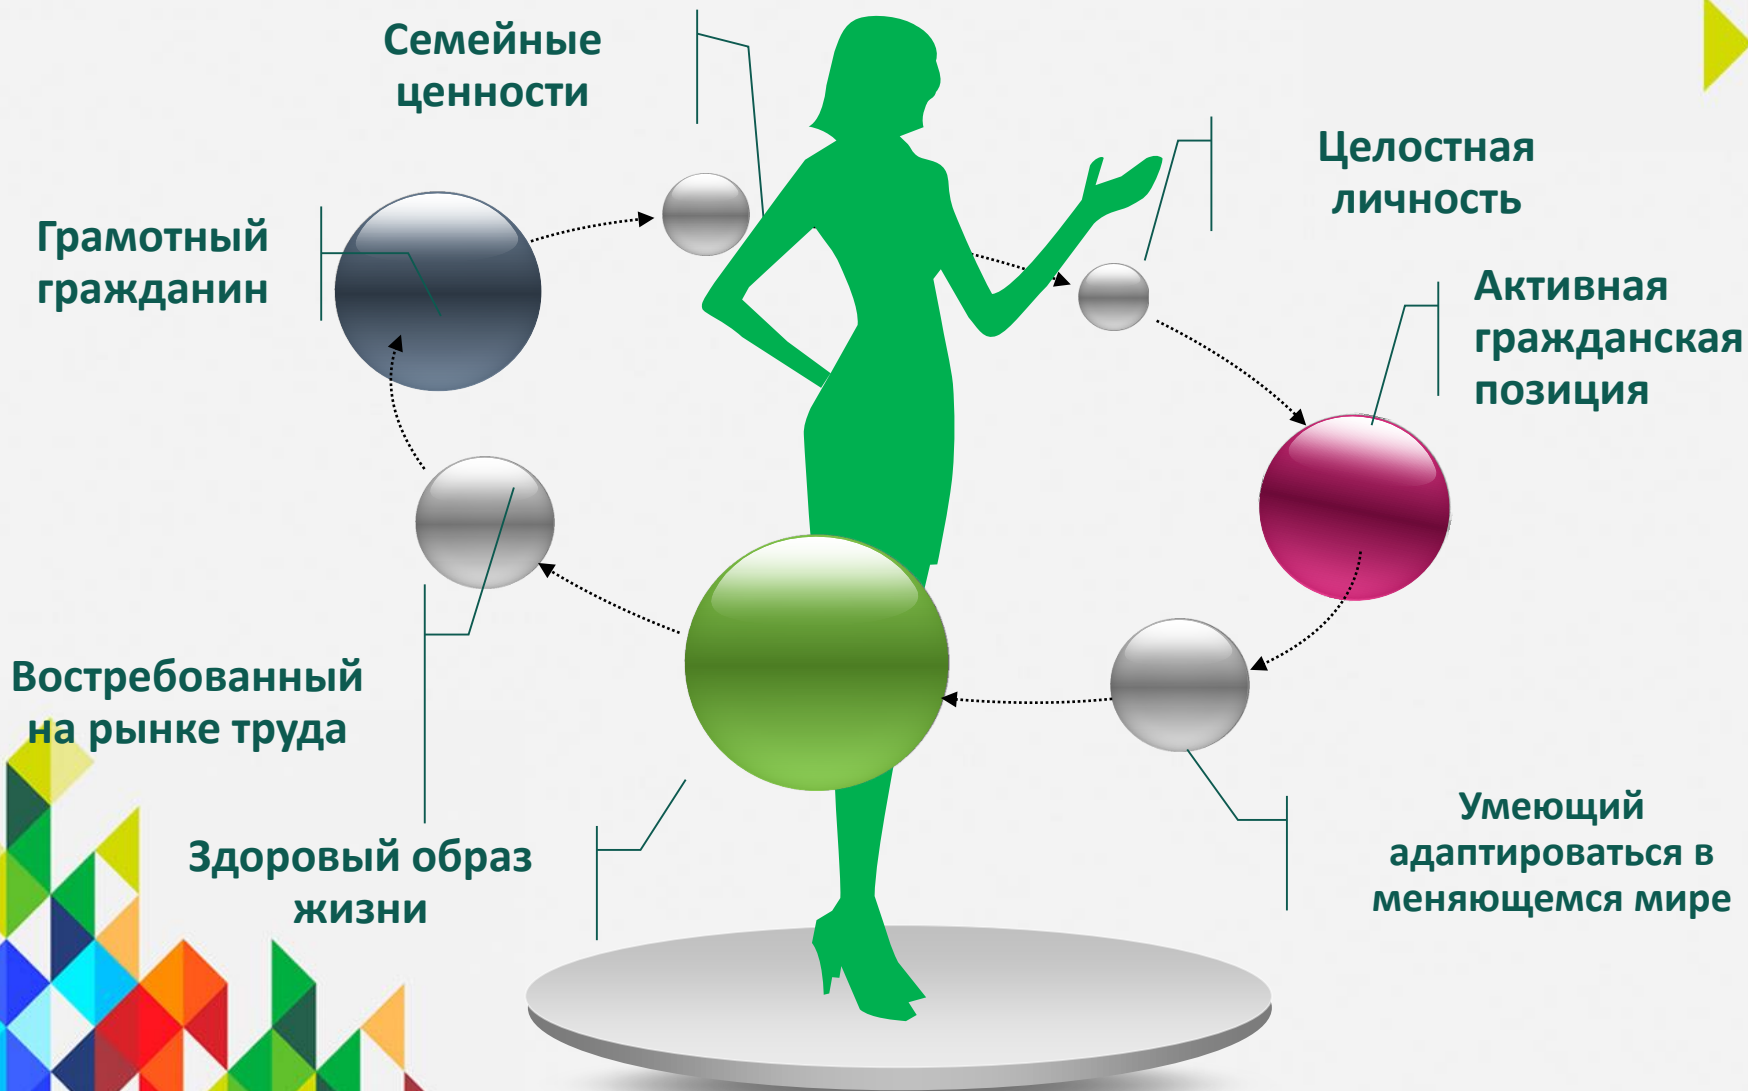 Семейные
ценности
Целостная
личность
Грамотный
гражданин
Активная
гражданская
позиция
Востребованный
на рынке труда
Умеющий
адаптироваться в
меняющемся мире
Здоровый образ
жизни